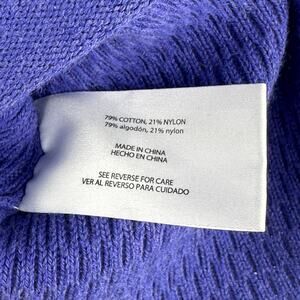 79% COTTON, 21% NYLON
79% algodón, 21% nylon
MADE IN CHINA
HECHO EN CHINA
SEE REVERSE FOR CARE
VER AL REVERSO PARA CUIDADO